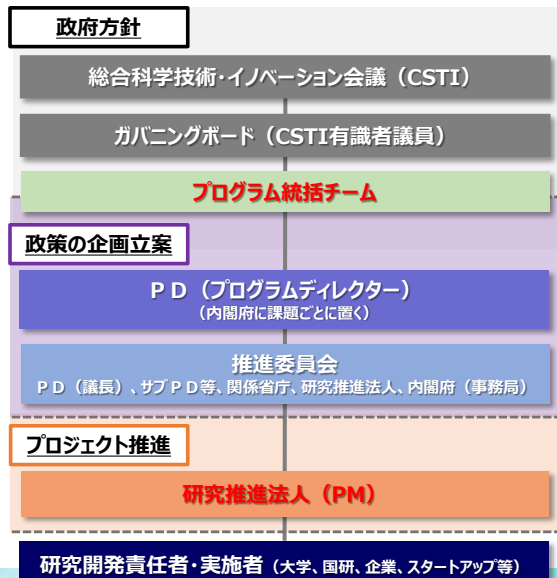 政府方針
総合科学技術・イノベーション会議（CSTI）
ガバニングボード（CSTI有識者議員）
プログラム統括チーム
政策の企画立案
ＰＤ（プログラムディレクター）
（内閣府に課題ごとに置く）
推進委員会
ＰＤ（議長）、サブＰＤ等、関係省庁、研究推進法人、内閣府（事務局）
プロジェクト推進
研究推進法人（PM）
研究開発責任者・実施者（大学、国研、企業、スタートアップ等）